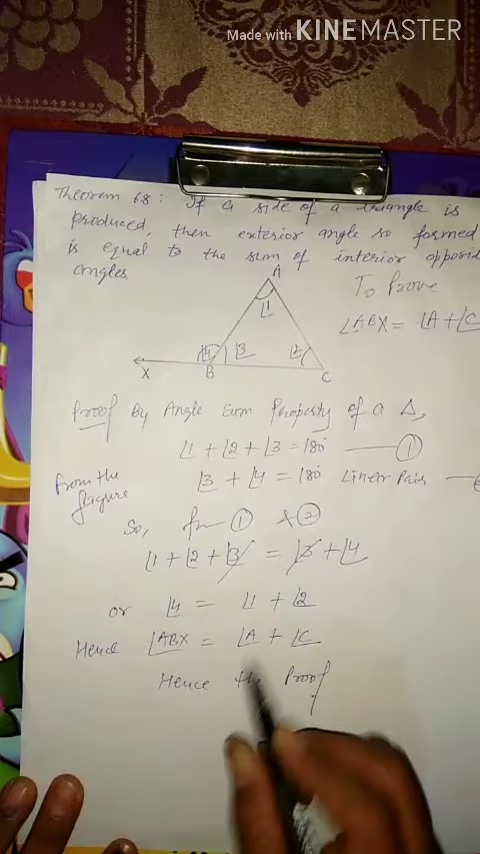 Made with KINEMASTER
Theorem 6.8 : If a side of a triangle is
produced, then exterior angle so formed
is equal to the sum of interior opposi
angles
A
To Prove
∠ABX = ∠A + ∠C
∠1
∠4 ∠3 ∠2
X B C
Proof By Angle Sum Property of a Δ,
∠1 + ∠2 + ∠3 = 180° — ①
From the
figure
∠3 + ∠4 = 180° Linear Pair —
So, from ① & ②
∠1 + ∠2 + ∠3 = ∠3 + ∠4
or ∠4 = ∠1 + ∠2
Hence ∠ABX = ∠A + ∠C
Hence the Proof